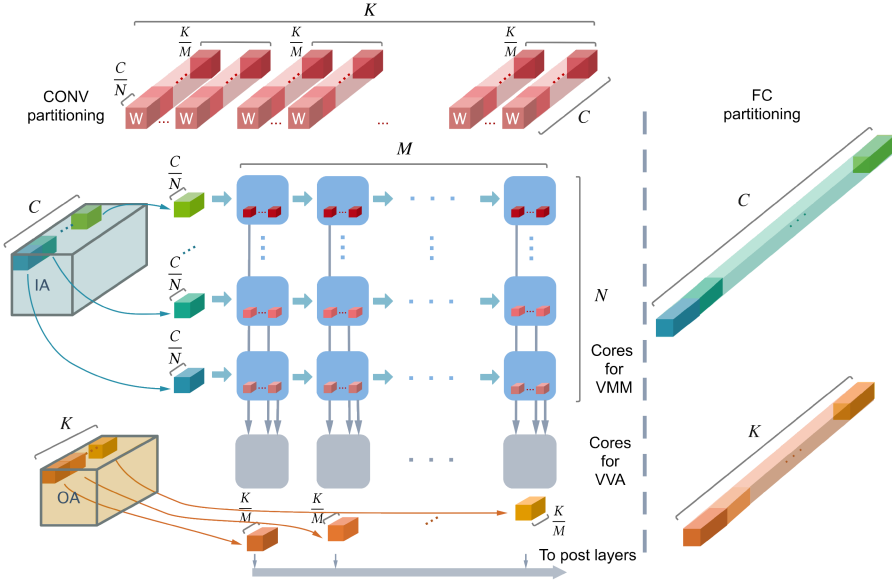 K
K/M
K/M
K/M
C/N
CONV
partitioning
W
...
W
W
...
W
...
W
...
W
C
FC
partitioning
M
C/N
C
...
...
...
IA
C/N
...
...
N
C
C/N
Cores
for
VMM
K
OA
Cores
for
VVA
K
K/M
K/M
K/M
To post layers